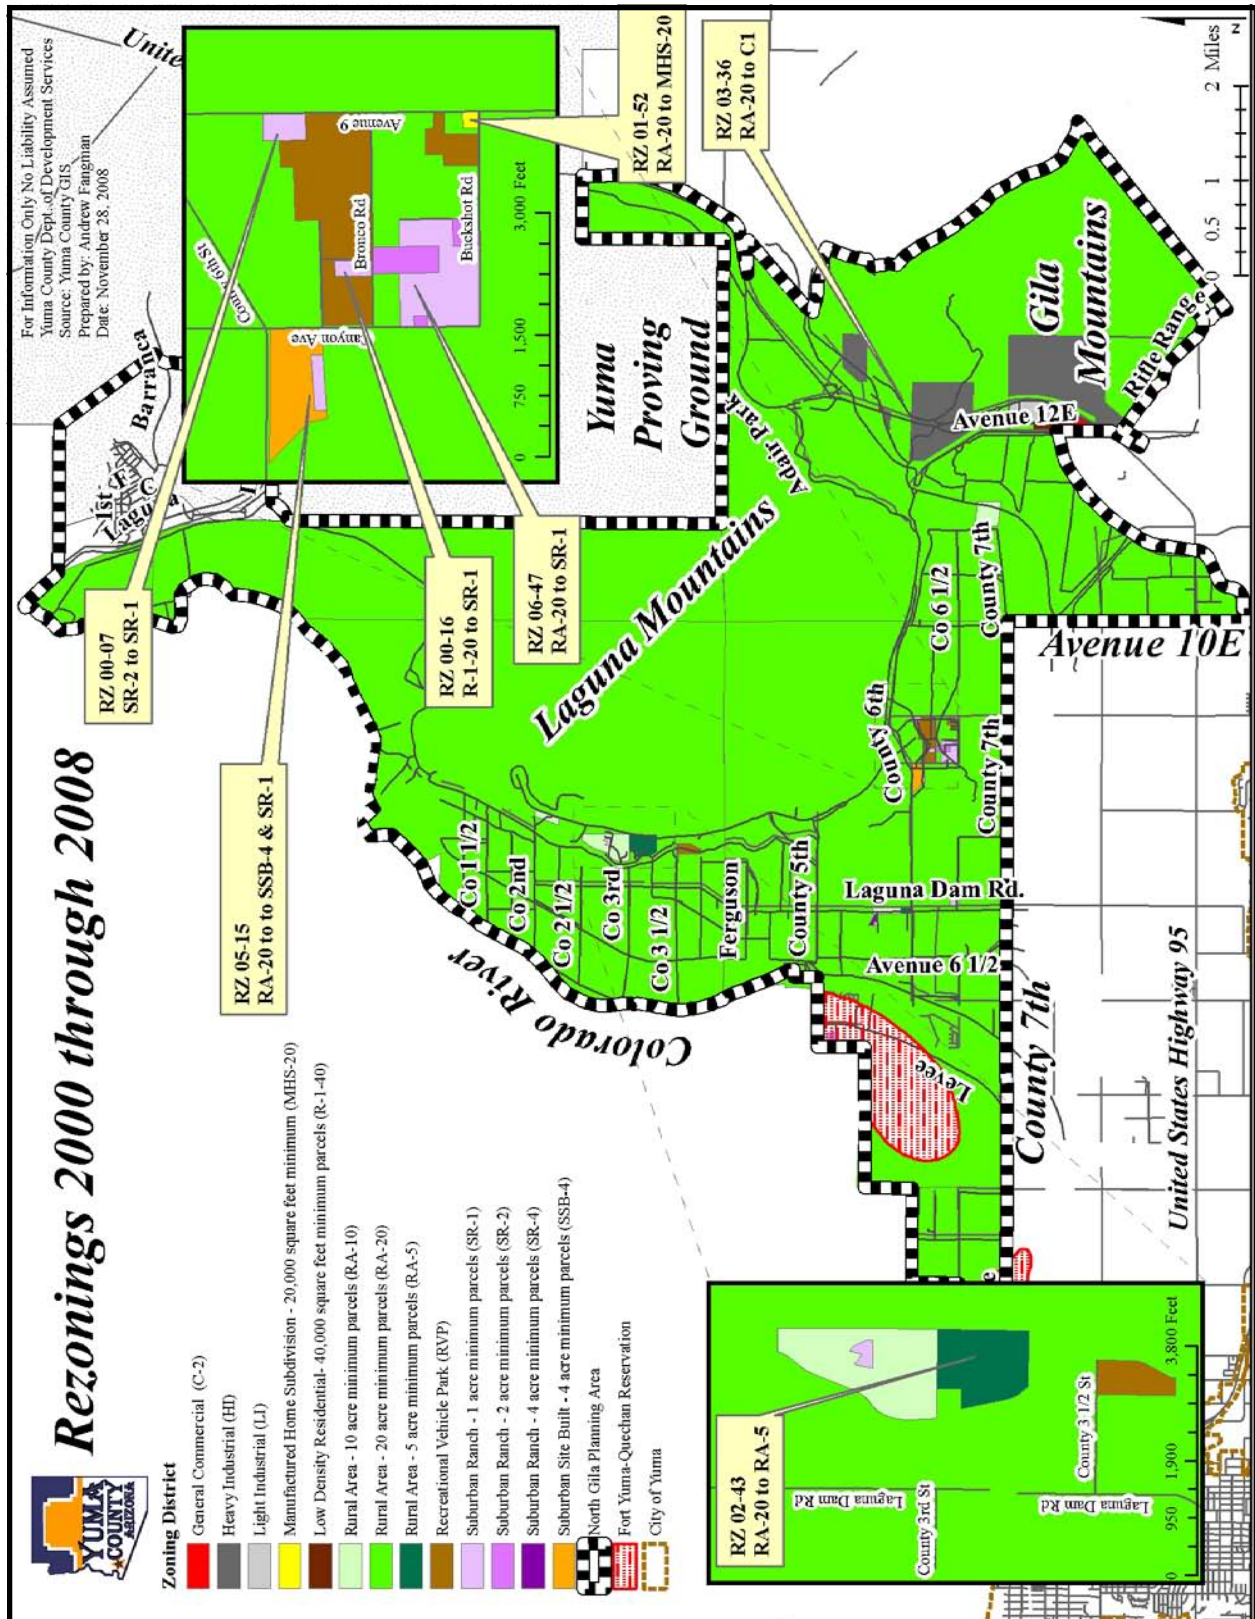 Rezonings 2000 through 2008
YUMA
COUNTY
ARIZONA
For Information Only No Liability Assumed
Yuma County Dept. of Development Services
Source: Yuma County GIS
Prepared by: Andrew Fangman
Date: November 28, 2008
Zoning District
General Commercial (C-2)
Heavy Industrial (HI)
Light Industrial (LI)
Manufactured Home Subdivision - 20,000 square feet minimum (MHS-20)
Low Density Residential- 40,000 square feet minimum parcels (R-1-40)
Rural Area - 10 acre minimum parcels (RA-10)
Rural Area - 20 acre minimum parcels (RA-20)
Rural Area - 5 acre minimum parcels (RA-5)
Recreational Vehicle Park (RVP)
Suburban Ranch - 1 acre minimum parcels (SR-1)
Suburban Ranch - 2 acre minimum parcels (SR-2)
Suburban Ranch - 4 acre minimum parcels (SR-4)
Suburban Site Built - 4 acre minimum parcels (SSB-4)
North Gila Planning Area
Fort Yuma-Quechan Reservation
City of Yuma
RZ 05-15
RA-20 to SSB-4 & SR-1
RZ 00-07
SR-2 to SR-1
RZ 00-16
R-1-20 to SR-1
RZ 06-47
RA-20 to SR-1
RZ 01-52
RA-20 to MHS-20
RZ 03-36
RA-20 to C1
RZ 02-43
RA-20 to RA-5
Unite
Barranca
1st
F
C
Laguna
County 6th St
Canyon Ave
Avenue 9
Bronco Rd
Buckshot Rd
0 750 1,500 3,000 Feet
Yuma
Proving
Ground
Laguna Mountains
Adair Park
Gila
Mountains
Rifle Range
Avenue 12E
Colorado River
Co 1 1/2
Co 2nd
Co 2 1/2
Co 3rd
Co 3 1/2
Ferguson
County 5th
County 6th
Co 6 1/2
County 7th
County 7th
Laguna Dam Rd.
Avenue 6 1/2
Levee
Avenue 10E
County 7th
United States Highway 95
e
County 3rd St
Laguna Dam Rd
County 3 1/2 St
Laguna Dam Rd
0 950 1,900 3,800 Feet
0 0.5 1 2 Miles
N